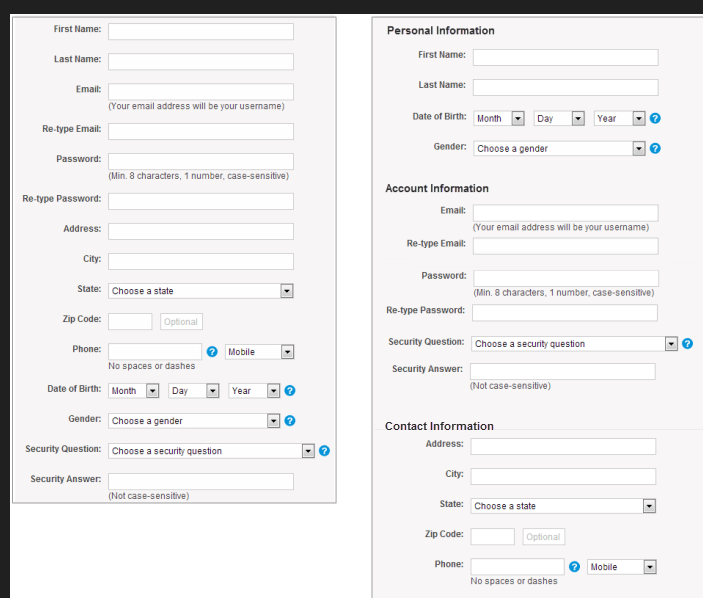 First Name:
Last Name:
Email:
(Your email address will be your username)
Re-type Email:
Password:
(Min. 8 characters, 1 number, case-sensitive)
Re-type Password:
Address:
City:
State: Choose a state
Zip Code: Optional
Phone: ? Mobile
No spaces or dashes
Date of Birth: Month Day Year ?
Gender: Choose a gender ?
Security Question: Choose a security question ?
Security Answer:
(Not case-sensitive)
Personal Information
First Name:
Last Name:
Date of Birth: Month Day Year ?
Gender: Choose a gender ?
Account Information
Email:
(Your email address will be your username)
Re-type Email:
Password:
(Min. 8 characters, 1 number, case-sensitive)
Re-type Password:
Security Question: Choose a security question ?
Security Answer:
(Not case-sensitive)
Contact Information
Address:
City:
State: Choose a state
Zip Code: Optional
Phone: ? Mobile
No spaces or dashes